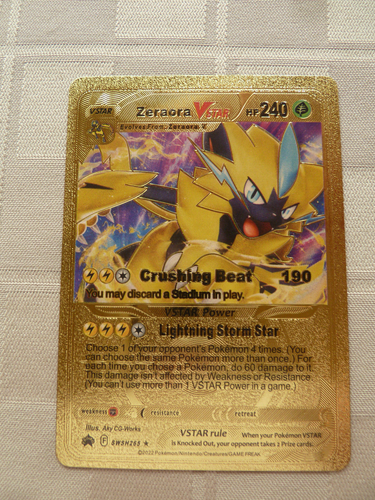 VSTAR Zeraora VSTAR HP 240
Evolves From Zeraora V
Crushing Beat 190
You may discard a Stadium in play.
VSTAR Power
Lightning Storm Star
Choose 1 of your opponent's Pokémon 4 times. (You
can choose the same Pokémon more than once.) For
each time you chose a Pokémon, do 60 damage to it.
This damage isn't affected by Weakness or Resistance.
(You can't use more than 1 VSTAR Power in a game.)
weakness resistance retreat
Illus. Aky CG-Works
VSTAR rule When your Pokémon VSTAR
is Knocked Out, your opponent takes 2 Prize cards.
F SWSH265
©2022 Pokémon/Nintendo/Creatures/GAME FREAK